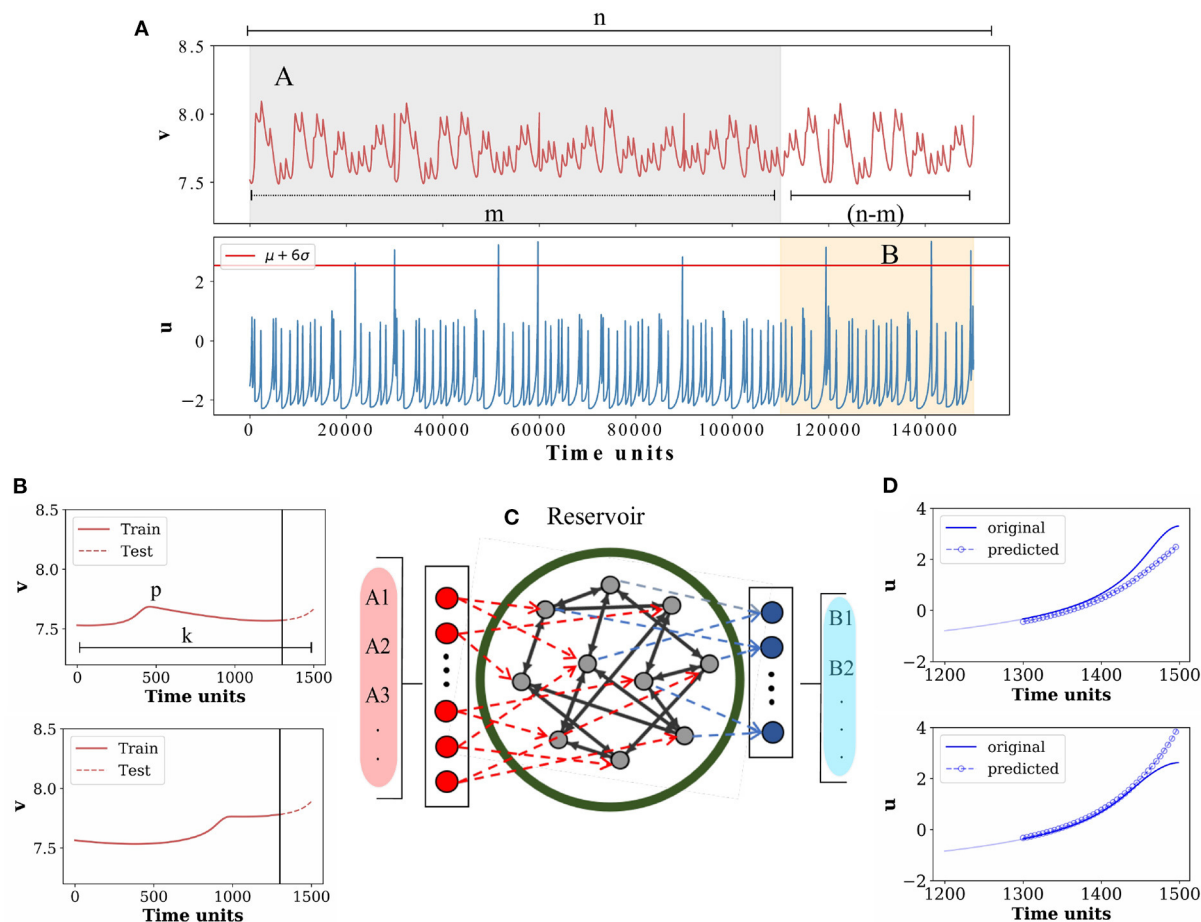 n
A
8.5
A
8.0
v
7.5
m
(n-m)
μ + 6σ
B
2
u
0
−2
0
20000
40000
60000
80000
100000
120000
140000
Time units
B
8.5
Train
Test
8.0
v
p
7.5
k
7.0
0
500
1000
1500
Time units
8.5
Train
Test
8.0
v
7.5
0
500
1000
1500
Time units
C
Reservoir
A1
A2
A3
.
.
B1
B2
.
.
.
D
4
original
predicted
2
u
0
−2
1200
1300
1400
1500
Time units
4
original
predicted
2
u
0
−2
1200
1300
1400
1500
Time units